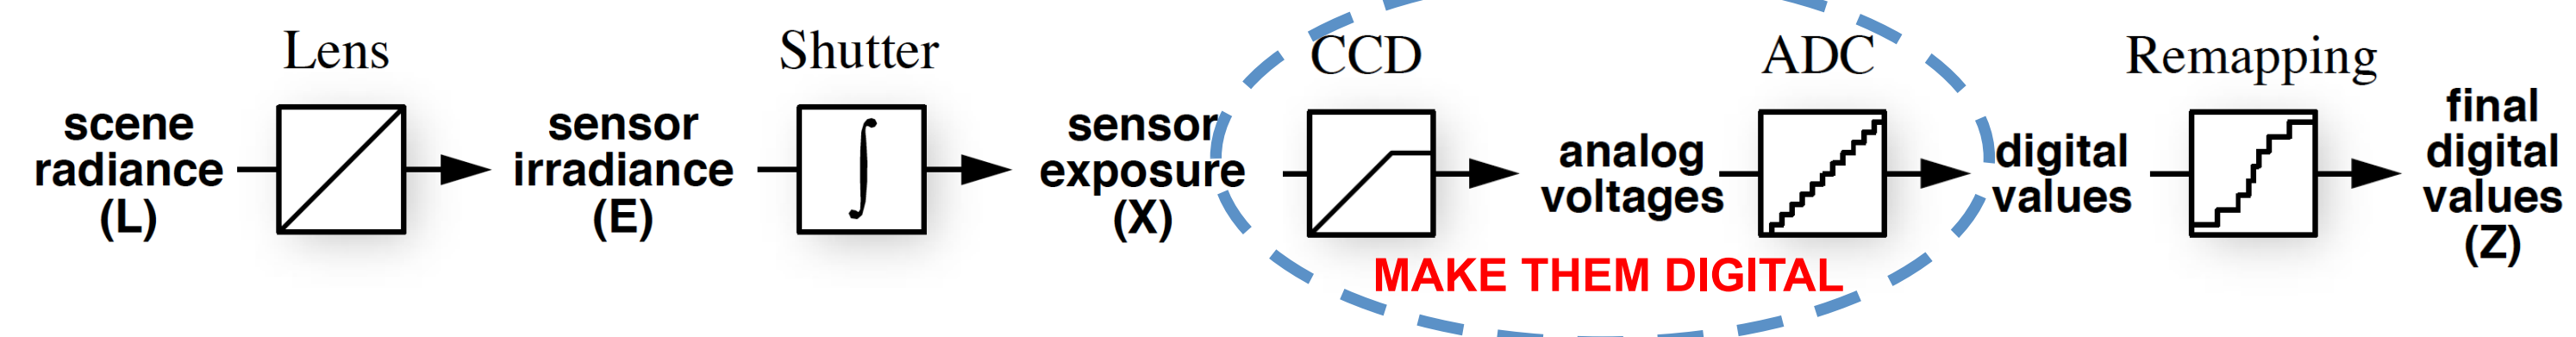 Lens
Shutter
CCD
ADC
Remapping
scene
radiance
(L)
sensor
irradiance
(E)
sensor
exposure
(X)
analog
voltages
digital
values
final
digital
values
(Z)
MAKE THEM DIGITAL